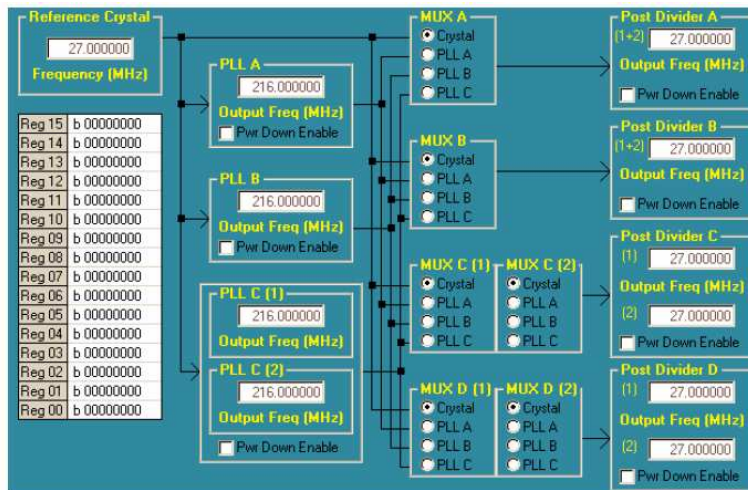 Reference Crystal
27.000000
Frequency (MHz)
Reg 15 b 00000000
Reg 14 b 00000000
Reg 13 b 00000000
Reg 12 b 00000000
Reg 11 b 00000000
Reg 10 b 00000000
Reg 09 b 00000000
Reg 08 b 00000000
Reg 07 b 00000000
Reg 06 b 00000000
Reg 05 b 00000000
Reg 04 b 00000000
Reg 03 b 00000000
Reg 02 b 00000000
Reg 01 b 00000000
Reg 00 b 00000000
PLL A
216.000000
Output Freq (MHz)
Pwr Down Enable
PLL B
216.000000
Output Freq (MHz)
Pwr Down Enable
PLL C (1)
216.000000
Output Freq (MHz)
PLL C (2)
216.000000
Output Freq (MHz)
Pwr Down Enable
MUX A
Crystal
PLL A
PLL B
PLL C
MUX B
Crystal
PLL A
PLL B
PLL C
MUX C (1)
Crystal
PLL A
PLL B
PLL C
MUX C (2)
Crystal
PLL A
PLL B
PLL C
MUX D (1)
Crystal
PLL A
PLL B
PLL C
MUX D (2)
Crystal
PLL A
PLL B
PLL C
Post Divider A
(1+2) 27.000000
Output Freq (MHz)
Pwr Down Enable
Post Divider B
(1+2) 27.000000
Output Freq (MHz)
Pwr Down Enable
Post Divider C
(1) 27.000000
Output Freq (MHz)
(2) 27.000000
Pwr Down Enable
Post Divider D
(1) 27.000000
Output Freq (MHz)
(2) 27.000000
Pwr Down Enable